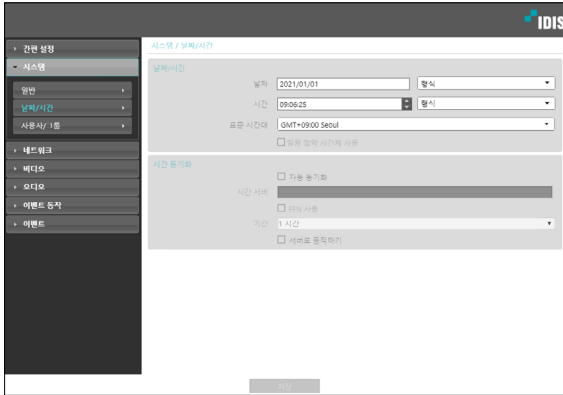 IDIS
간편 설정
시스템
일반
날짜/시간
사용자/그룹
네트워크
비디오
오디오
이벤트 동작
이벤트
시스템 / 날짜/시간
날짜/시간
날짜 2021/01/01 형식
시간 09:06:25 형식
표준 시간대 GMT+09:00 Seoul
일광 절약 시간제 사용
시간 동기화
자동 동기화
시간 서버
FEN 사용
기간 1 시간
서버로 동작하기
저장